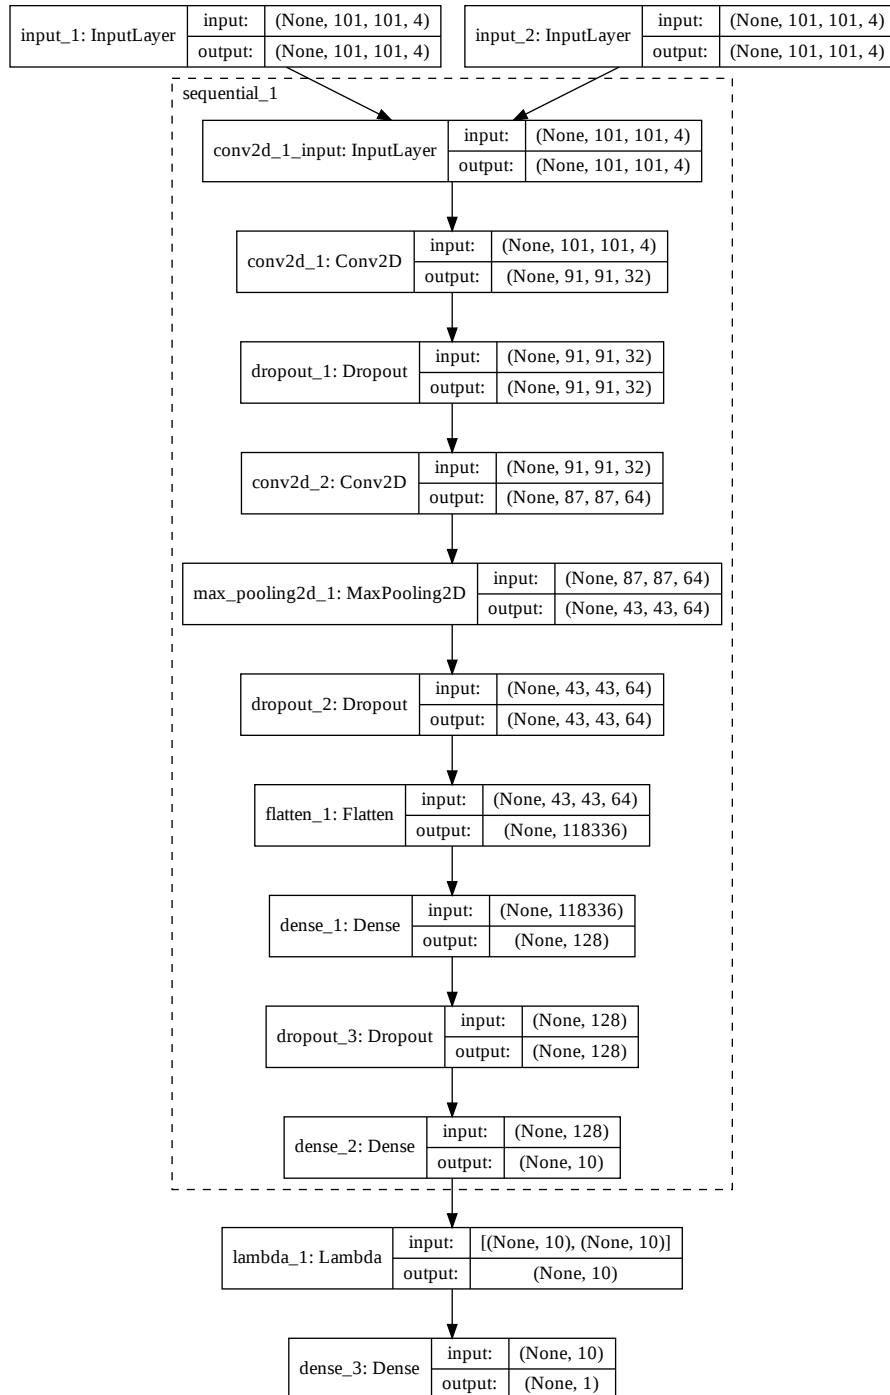 input_1: InputLayer input: (None, 101, 101, 4)
output: (None, 101, 101, 4)
input_2: InputLayer input: (None, 101, 101, 4)
output: (None, 101, 101, 4)
sequential_1
conv2d_1_input: InputLayer input: (None, 101, 101, 4)
output: (None, 101, 101, 4)
conv2d_1: Conv2D input: (None, 101, 101, 4)
output: (None, 91, 91, 32)
dropout_1: Dropout input: (None, 91, 91, 32)
output: (None, 91, 91, 32)
conv2d_2: Conv2D input: (None, 91, 91, 32)
output: (None, 87, 87, 64)
max_pooling2d_1: MaxPooling2D input: (None, 87, 87, 64)
output: (None, 43, 43, 64)
dropout_2: Dropout input: (None, 43, 43, 64)
output: (None, 43, 43, 64)
flatten_1: Flatten input: (None, 43, 43, 64)
output: (None, 118336)
dense_1: Dense input: (None, 118336)
output: (None, 128)
dropout_3: Dropout input: (None, 128)
output: (None, 128)
dense_2: Dense input: (None, 128)
output: (None, 10)
lambda_1: Lambda input: [(None, 10), (None, 10)]
output: (None, 10)
dense_3: Dense input: (None, 10)
output: (None, 1)